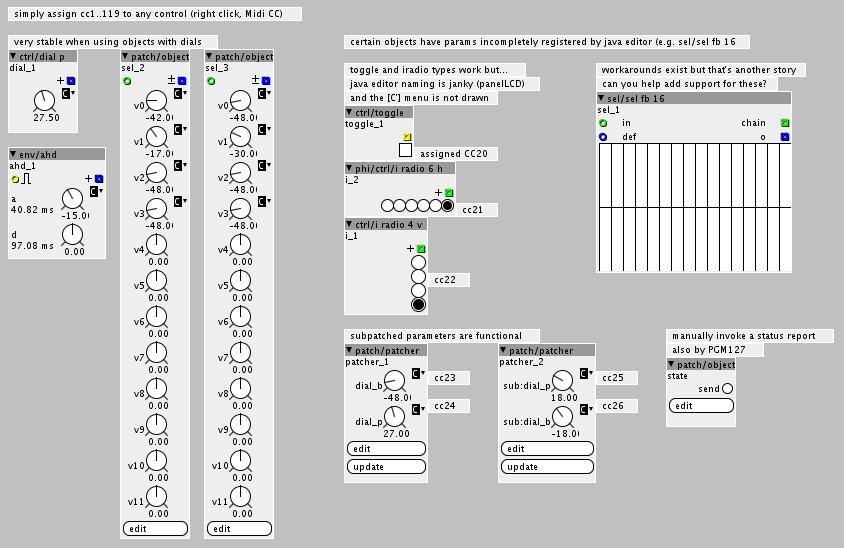 simply assign cc1..119 to any control (right click, Midi CC)
very stable when using objects with dials
ctrl/dial p
dial_1
C
27.50
env/ahd
ahd_1
C
a
40.82 ms
-15.0
d
97.08 ms
0.00
patch/object
sel_2
v0
C
-42.0
v1
C
-17.0
v2
C
-48.0
v3
C
-48.0
v4
0.00
v5
0.00
v6
0.00
v7
0.00
v8
0.00
v9
0.00
v10
0.00
v11
0.00
edit
patch/object
sel_3
v0
C
-48.0
v1
C
-30.0
v2
C
-48.0
v3
C
-48.0
v4
0.00
v5
0.00
v6
0.00
v7
0.00
v8
0.00
v9
0.00
v10
0.00
v11
0.00
edit
certain objects have params incompletely registered by java editor (e.g. sel/sel fb 16
toggle and iradio types work but...
java editor naming is janky (panelLCD)
and the [C'] menu is not drawn
ctrl/toggle
toggle_1
assigned CC20
phi/ctrl/i radio 6 h
i_2
cc21
ctrl/i radio 4 v
i_1
cc22
workarounds exist but that's another story
can you help add support for these?
sel/sel fb 16
sel_1
in chain
def o
subpatched parameters are functional
patch/patcher
patcher_1
C
dial_b
-48.0
cc23
C
dial_p
27.00
cc24
edit
update
patch/patcher
patcher_2
C
sub:dial_p
18.00
cc25
C
sub:dial_b
-18.0
cc26
edit
update
manually invoke a status report
also by PGM127
patch/object
state
send
edit